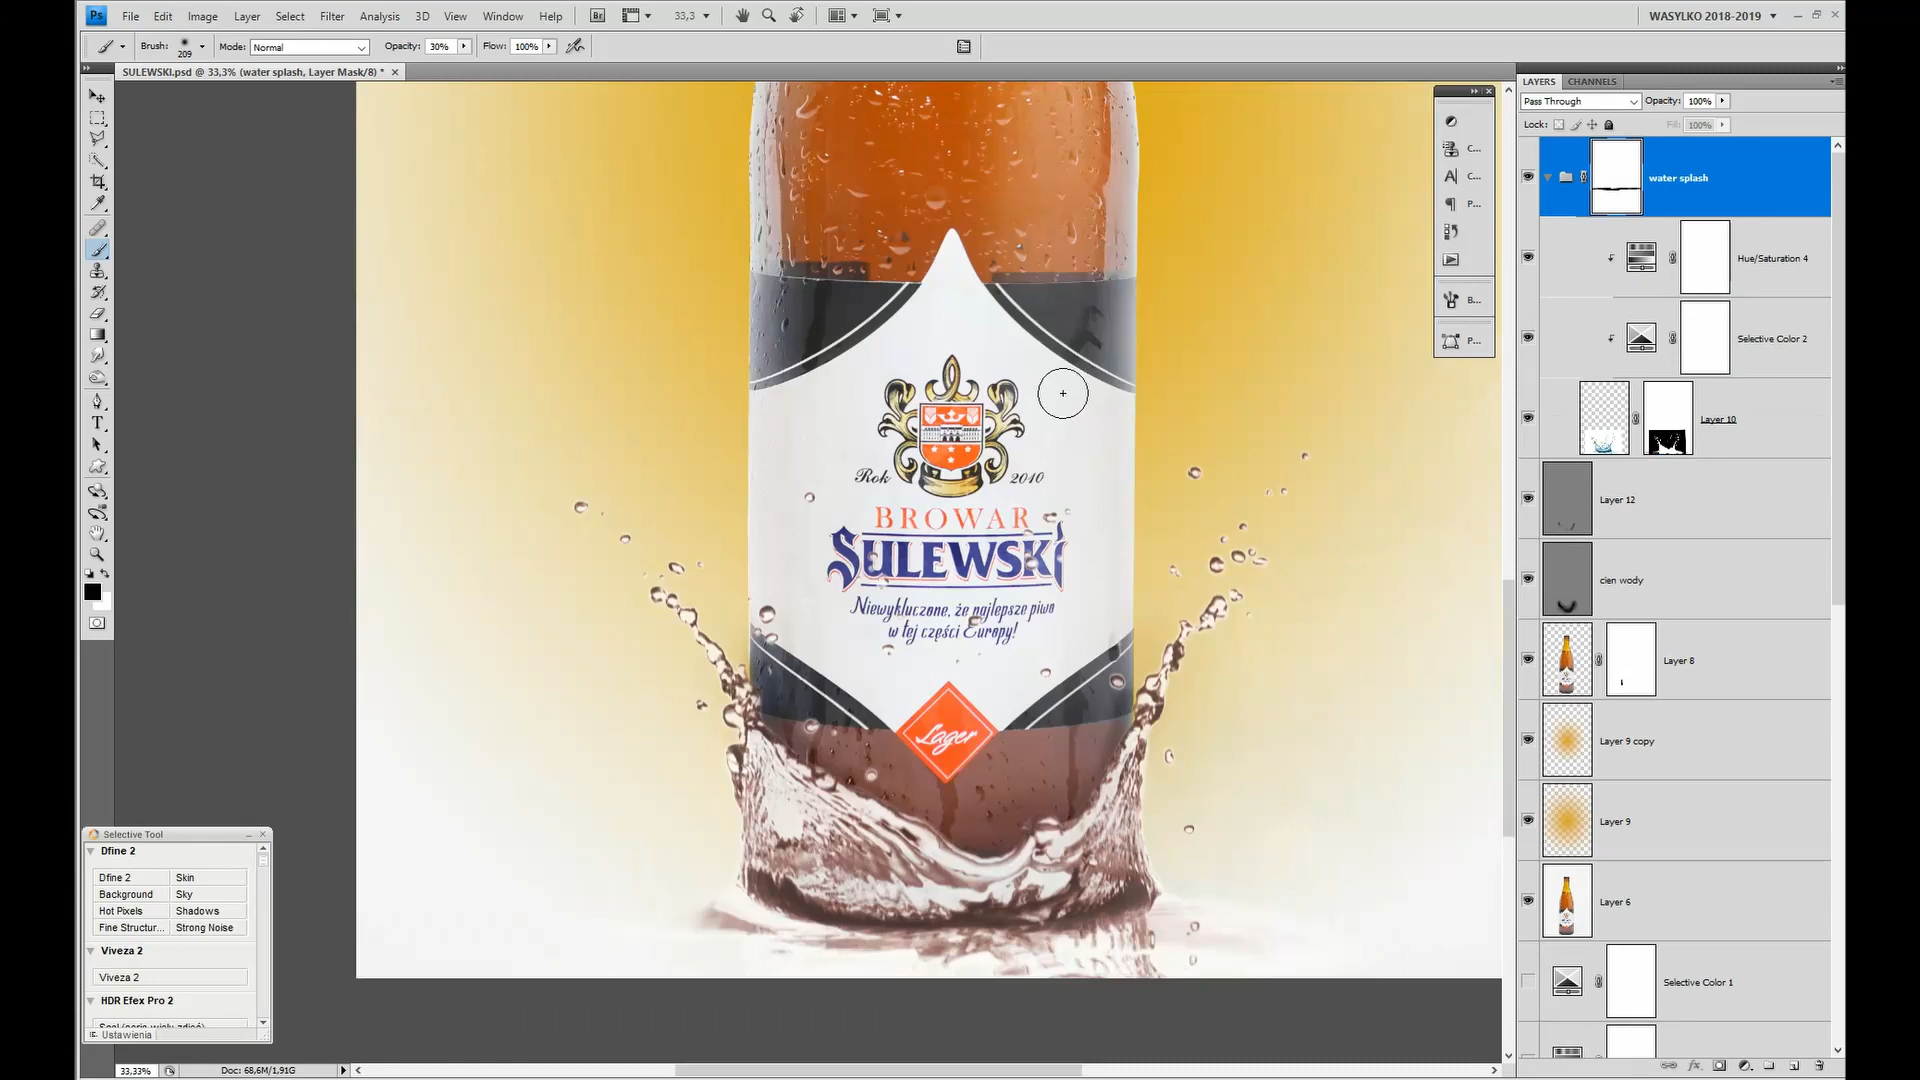 Ps File Edit Image Layer Select Filter Analysis 3D View Window Help Br 33,3 WASYLKO 2018-2019
Brush: 209 Mode: Normal Opacity: 30% Flow: 100%
SULEWSKI.psd @ 33,3% (water splash, Layer Mask/8) *
LAYERS CHANNELS
Pass Through Opacity: 100%
Lock: Fill: 100%
water splash
Hue/Saturation 4
Selective Color 2
Layer 10
Layer 12
cien wody
Layer 8
Layer 9 copy
Layer 9
Layer 6
Selective Color 1
C...
C...
P...
B...
P...
Rok 2010
BROWAR
SULEWSKI
Niewykluczone, że najlepsze piwo
w tej części Europy!
Lager
Selective Tool
Dfine 2
Dfine 2 Skin
Background Sky
Hot Pixels Shadows
Fine Structur... Strong Noise
Viveza 2
Viveza 2
HDR Efex Pro 2
Ustawienia
33,33% Doc: 68,6M/1,91G